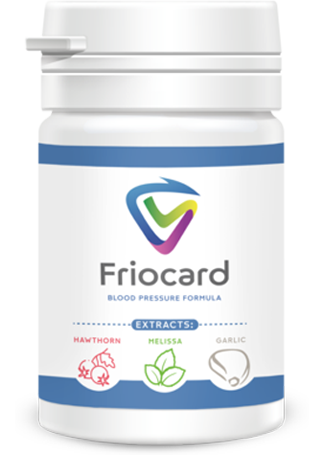 Friocard
BLOOD PRESSURE FORMULA
EXTRACTS:
HAWTHORN MELISSA GARLIC